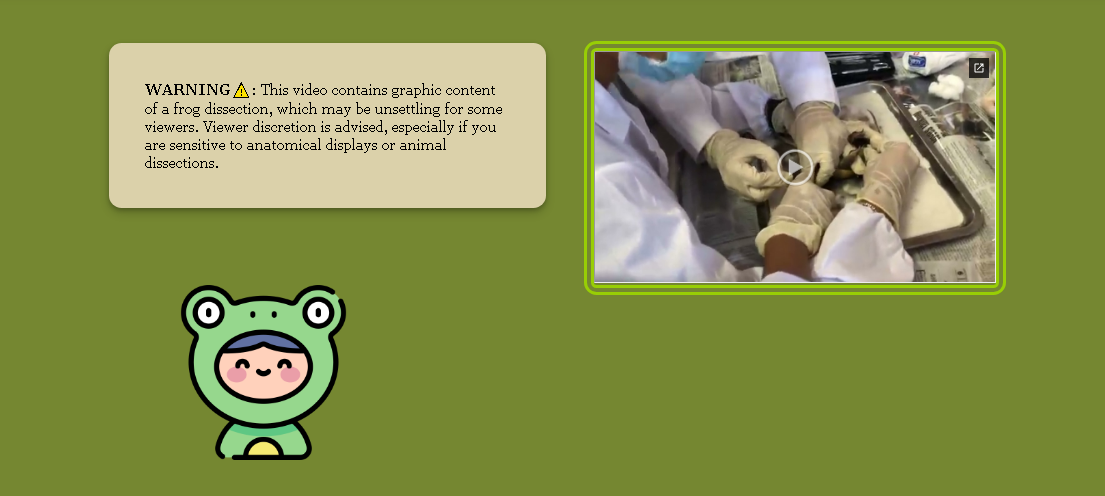 WARNING⚠: This video contains graphic content
of a frog dissection, which may be unsettling for some
viewers. Viewer discretion is advised, especially if you
are sensitive to anatomical displays or animal
dissections.